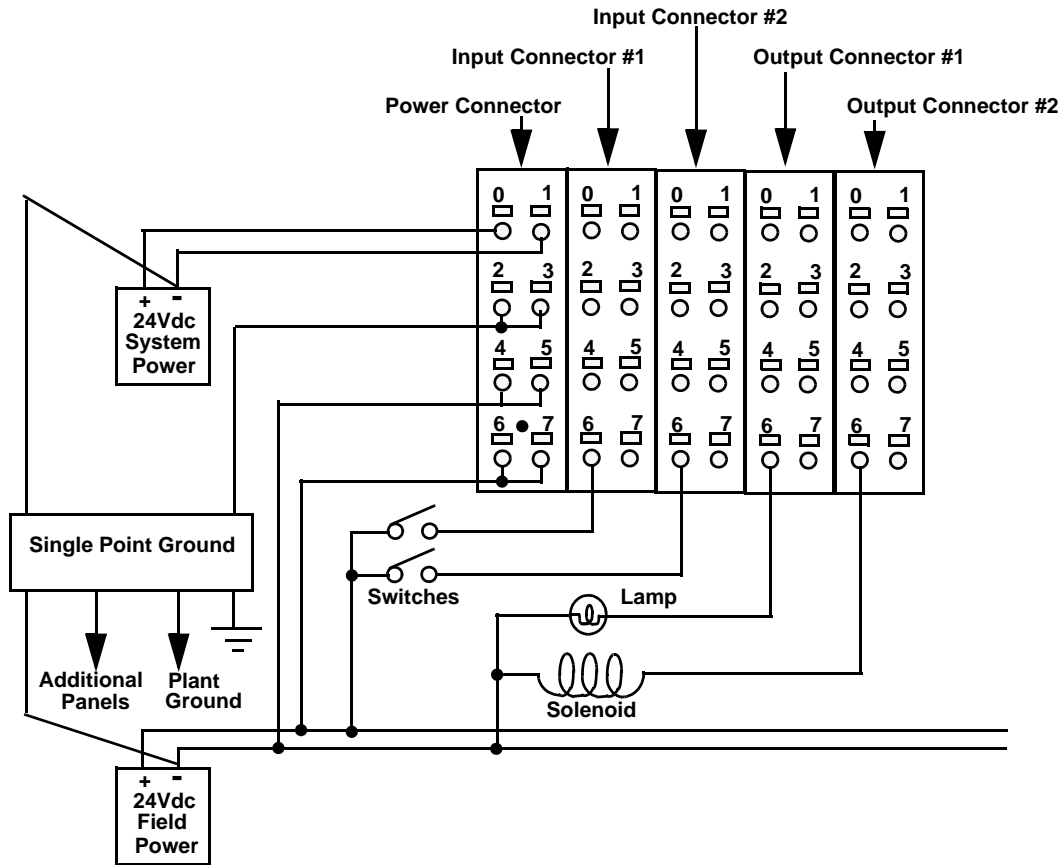 Input Connector #2
Input Connector #1
Output Connector #1
Power Connector
Output Connector #2
0 1 0 1 0 1 0 1 0 1
2 3 2 3 2 3 2 3 2 3
+ -
24Vdc
System
Power
4 5 4 5 4 5 4 5 4 5
6 7 6 7 6 7 6 7 6 7
Single Point Ground
Switches
Lamp
Additional
Panels
Plant
Ground
Solenoid
+ -
24Vdc
Field
Power